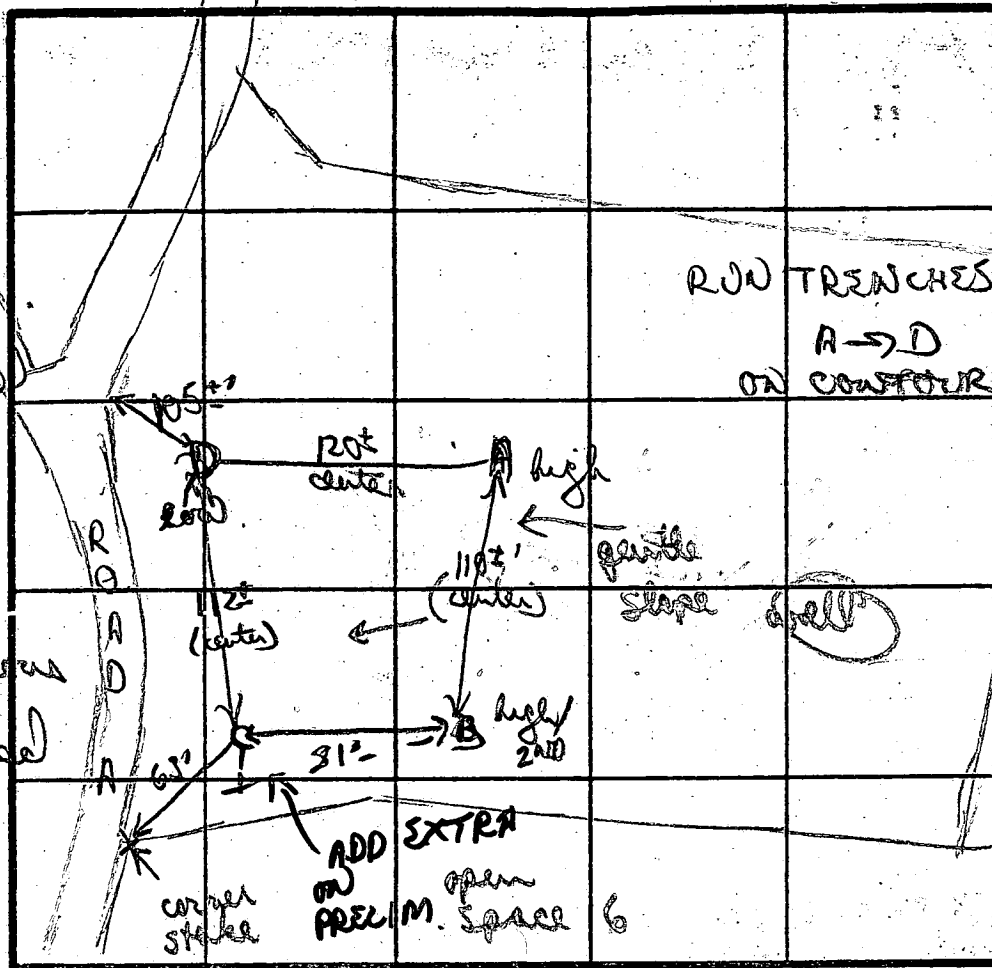 RUN TRENCHES
A → D
ON CONTOUR
105±'
120±
center
A high
D
LOW
gentle
slope
110±'
(center)
ROAD A
112±
(center)
well
C
81'±
B high/
2ND
63'
ADD EXTRA
ON
PRELIM.
corner
stake
open
space 6